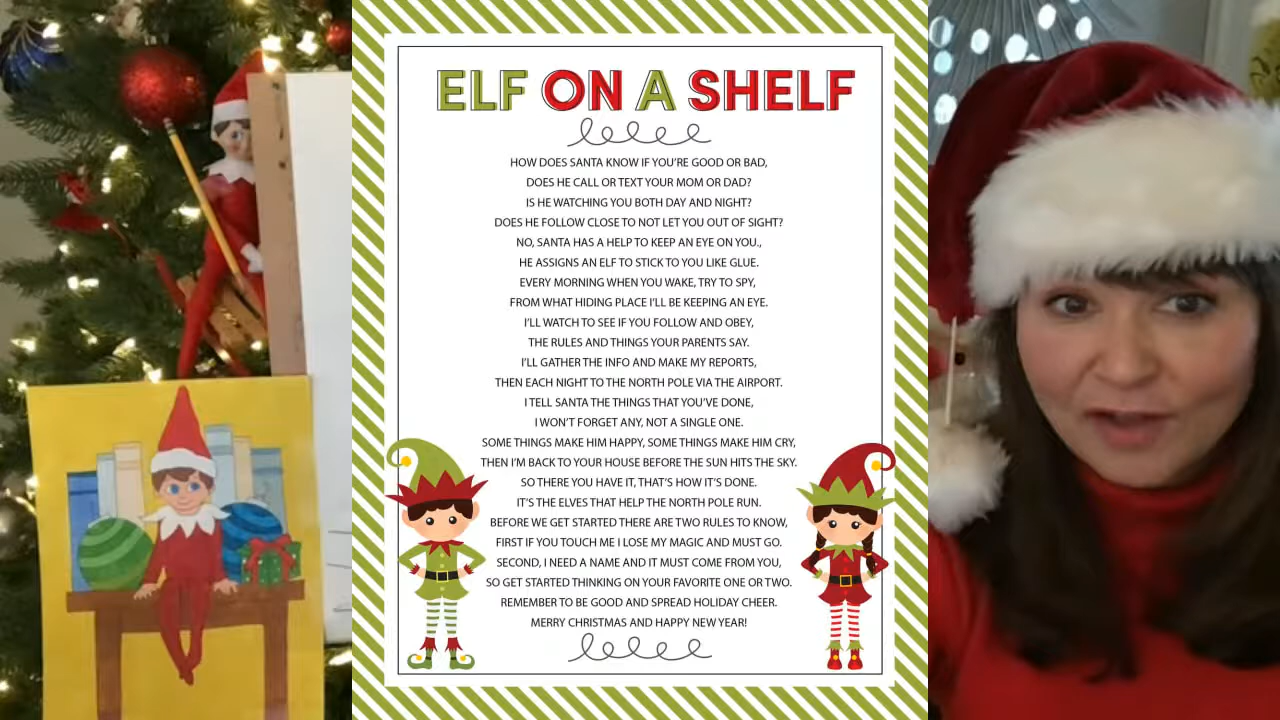 ELF ON A SHELF
HOW DOES SANTA KNOW IF YOU'RE GOOD OR BAD,
DOES HE CALL OR TEXT YOUR MOM OR DAD?
IS HE WATCHING YOU BOTH DAY AND NIGHT?
DOES HE FOLLOW CLOSE TO NOT LET YOU OUT OF SIGHT?
NO, SANTA HAS A HELP TO KEEP AN EYE ON YOU.,
HE ASSIGNS AN ELF TO STICK TO YOU LIKE GLUE.
EVERY MORNING WHEN YOU WAKE, TRY TO SPY,
FROM WHAT HIDING PLACE I'LL BE KEEPING AN EYE.
I'LL WATCH TO SEE IF YOU FOLLOW AND OBEY,
THE RULES AND THINGS YOUR PARENTS SAY.
I'LL GATHER THE INFO AND MAKE MY REPORTS,
THEN EACH NIGHT TO THE NORTH POLE VIA THE AIRPORT.
I TELL SANTA THE THINGS THAT YOU'VE DONE,
I WON'T FORGET ANY, NOT A SINGLE ONE.
SOME THINGS MAKE HIM HAPPY, SOME THINGS MAKE HIM CRY,
THEN I'M BACK TO YOUR HOUSE BEFORE THE SUN HITS THE SKY.
SO THERE YOU HAVE IT, THAT'S HOW IT'S DONE.
IT'S THE ELVES THAT HELP THE NORTH POLE RUN.
BEFORE WE GET STARTED THERE ARE TWO RULES TO KNOW,
FIRST IF YOU TOUCH ME I LOSE MY MAGIC AND MUST GO.
SECOND, I NEED A NAME AND IT MUST COME FROM YOU,
SO GET STARTED THINKING ON YOUR FAVORITE ONE OR TWO.
REMEMBER TO BE GOOD AND SPREAD HOLIDAY CHEER.
MERRY CHRISTMAS AND HAPPY NEW YEAR!